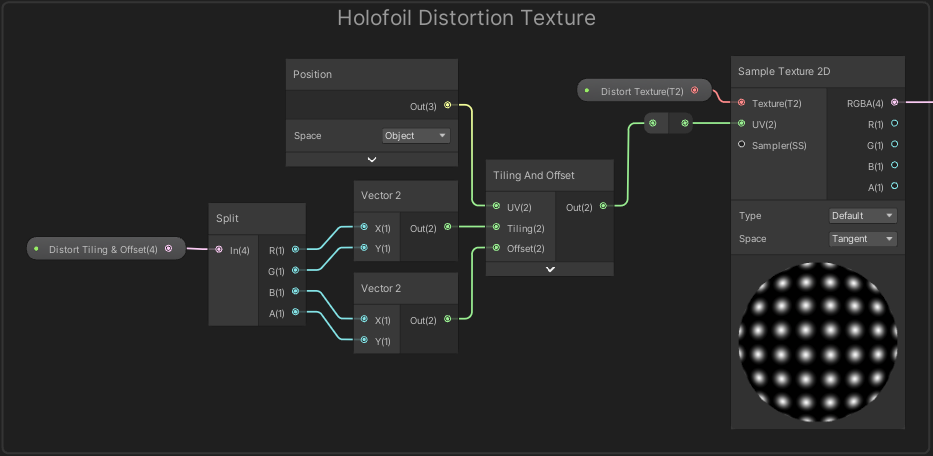 Holofoil Distortion Texture
Position
Out(3)
Space
Object
Distort Texture(T2)
Sample Texture 2D
Texture(T2)
RGBA(4)
UV(2)
R(1)
Sampler(SS)
G(1)
B(1)
A(1)
Type
Default
Space
Tangent
Tiling And Offset
UV(2)
Out(2)
Tiling(2)
Offset(2)
Vector 2
X(1)
Out(2)
Y(1)
Split
In(4)
R(1)
G(1)
B(1)
A(1)
Distort Tiling & Offset(4)
Vector 2
X(1)
Out(2)
Y(1)